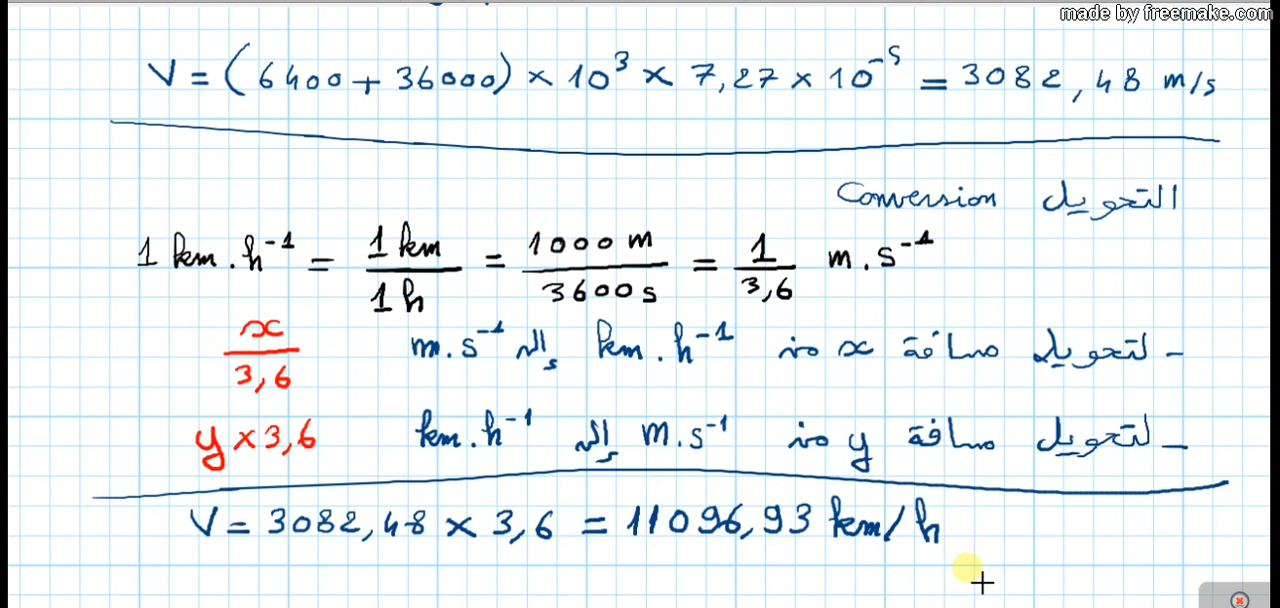 made by freemake.com
V = (6400 + 36000) × 10³ × 7,27 × 10⁻⁵ = 3082,48 m/s
Conversion التحويل
1 km.h⁻¹ = 1 km / 1 h = 1000 m / 3600 s = 1 / 3,6 m.s⁻¹
- لتحويل مسافة x من km.h⁻¹ إلى m.s⁻¹ x / 3,6
- لتحويل مسافة y من m.s⁻¹ إلى km.h⁻¹ y × 3,6
V = 3082,48 × 3,6 = 11096,93 km/h